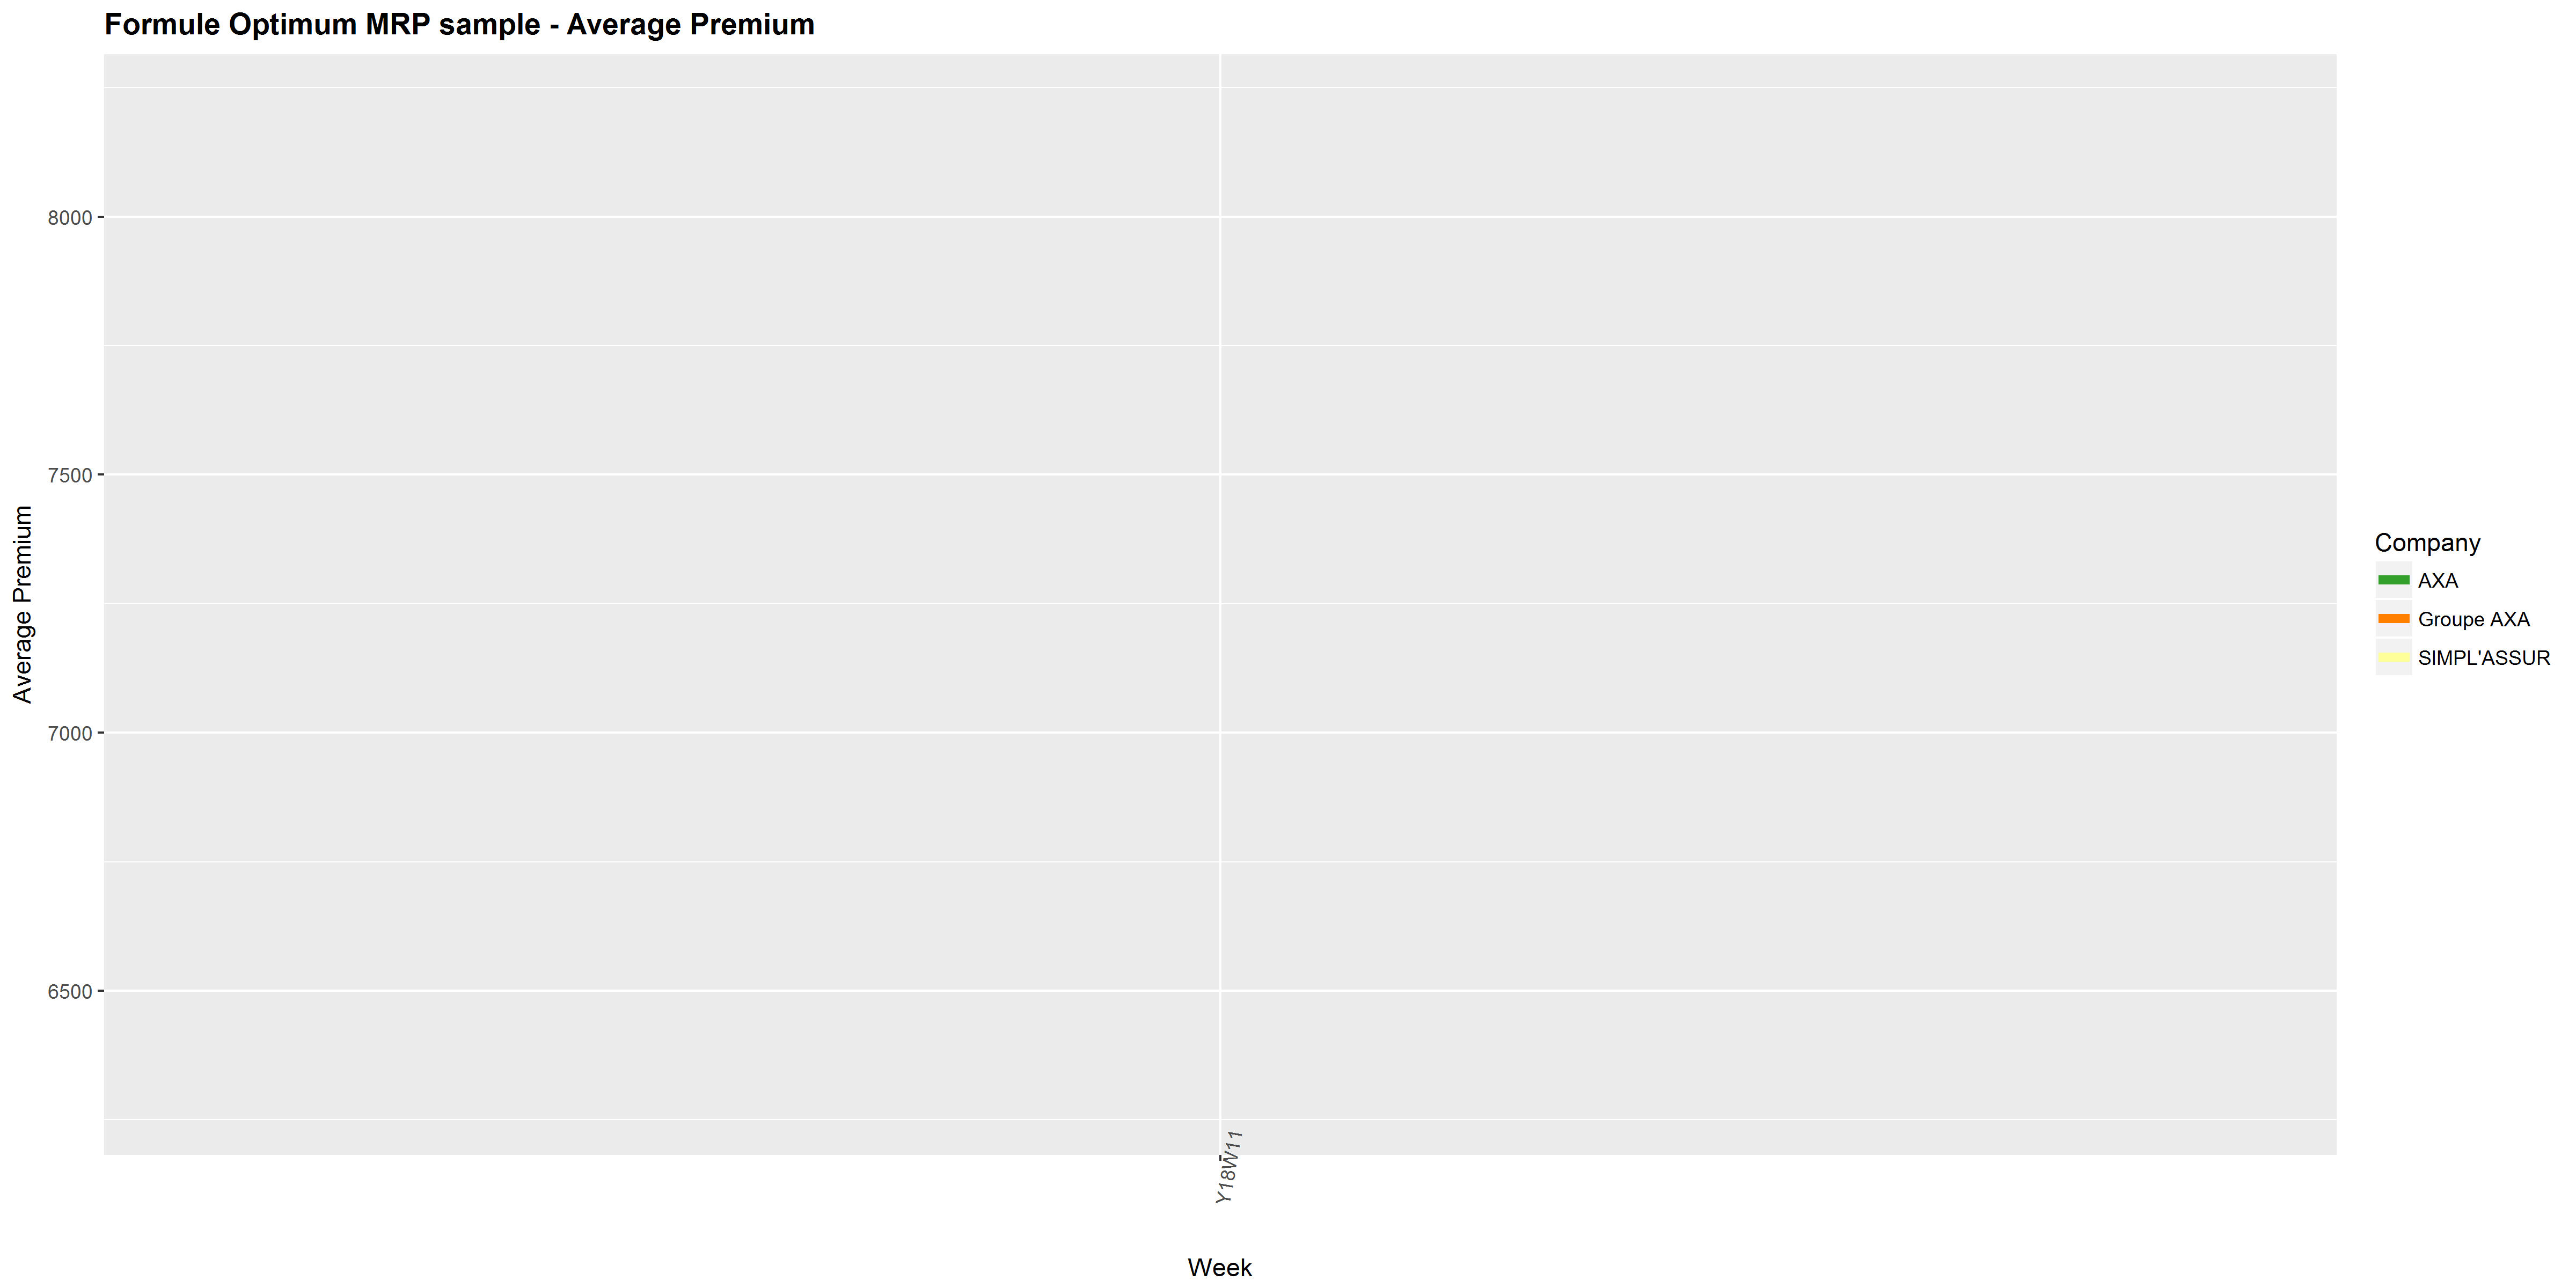 Formule Optimum MRP sample - Average Premium
8000
7500
7000
6500
Average Premium
Y18W11
Week
Company
AXA
Groupe AXA
SIMPL'ASSUR